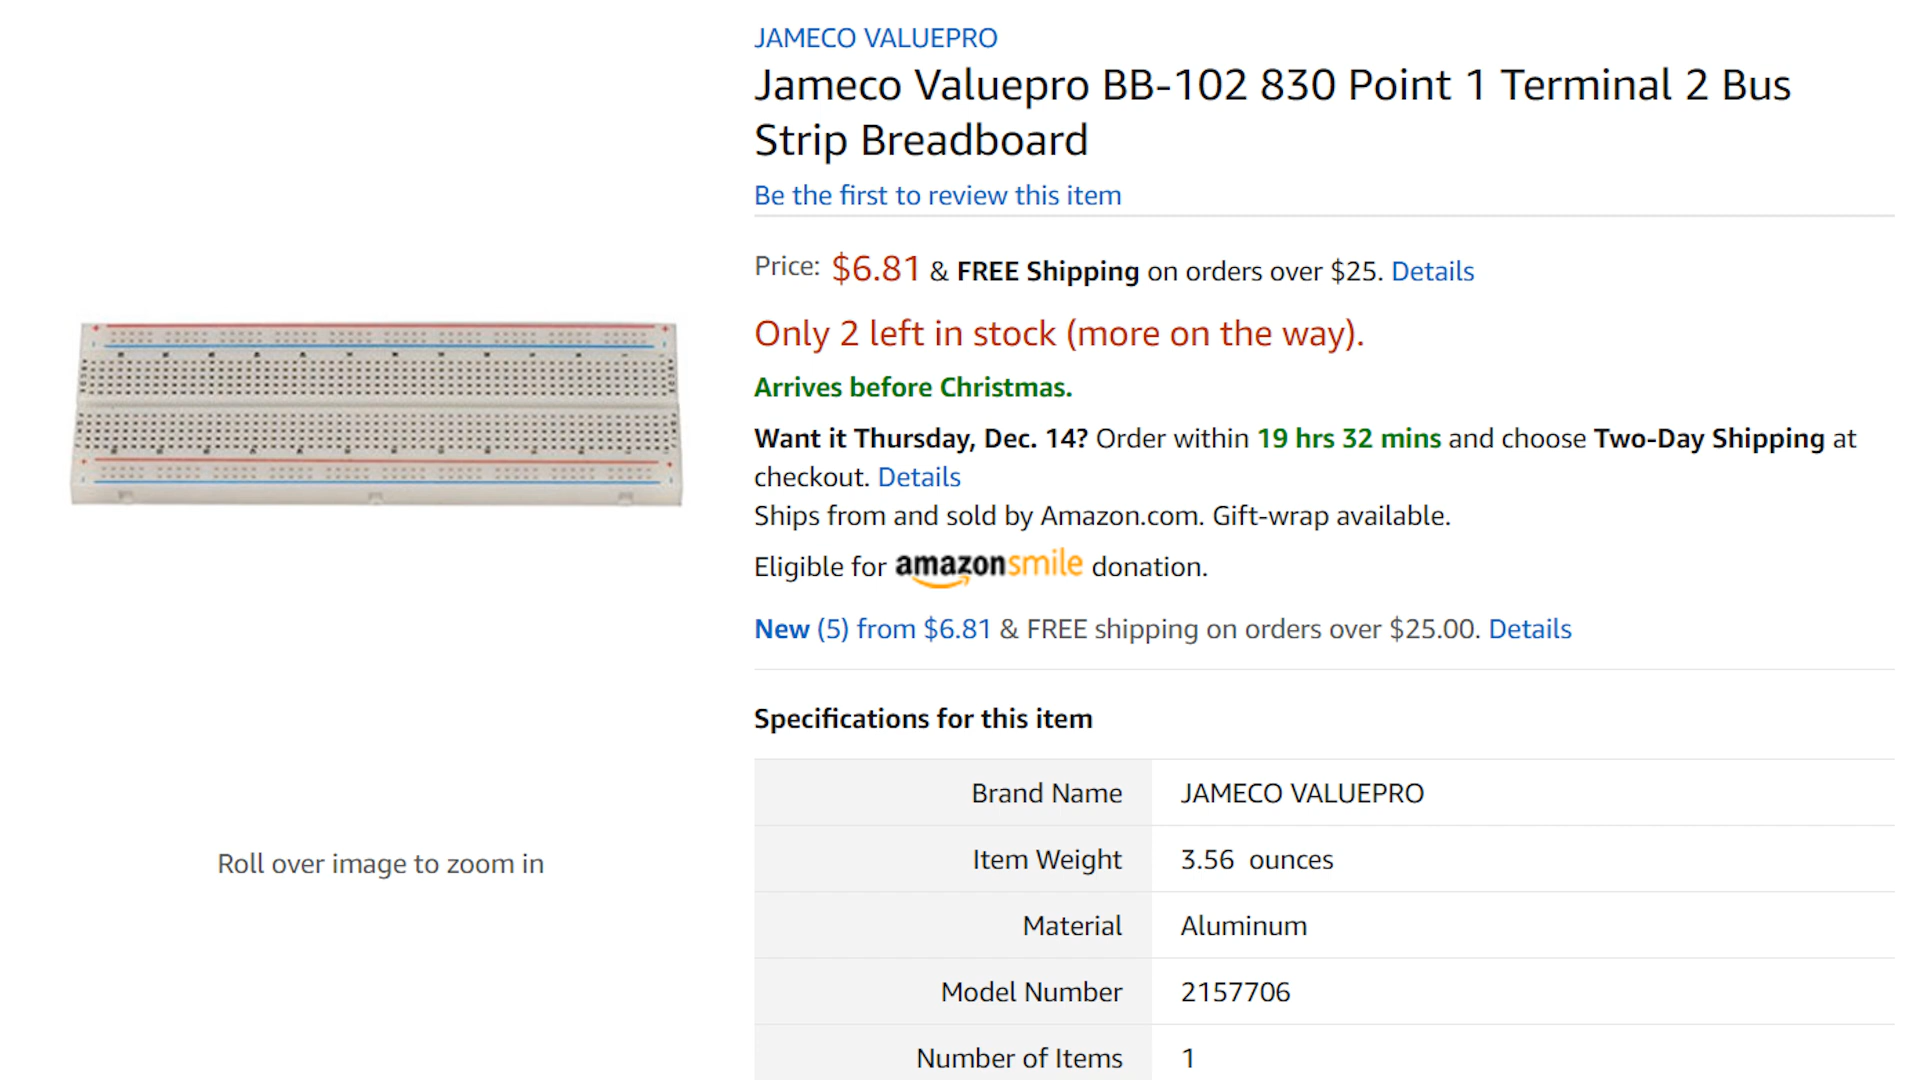 JAMECO VALUEPRO
Jameco Valuepro BB-102 830 Point 1 Terminal 2 Bus
Strip Breadboard
Be the first to review this item
Price: $6.81 & FREE Shipping on orders over $25. Details
Only 2 left in stock (more on the way).
Arrives before Christmas.
Want it Thursday, Dec. 14? Order within 19 hrs 32 mins and choose Two-Day Shipping at
checkout. Details
Ships from and sold by Amazon.com. Gift-wrap available.
Eligible for amazonsmile donation.
New (5) from $6.81 & FREE shipping on orders over $25.00. Details
Specifications for this item
Brand Name JAMECO VALUEPRO
Item Weight 3.56 ounces
Material Aluminum
Model Number 2157706
Number of Items 1
Roll over image to zoom in